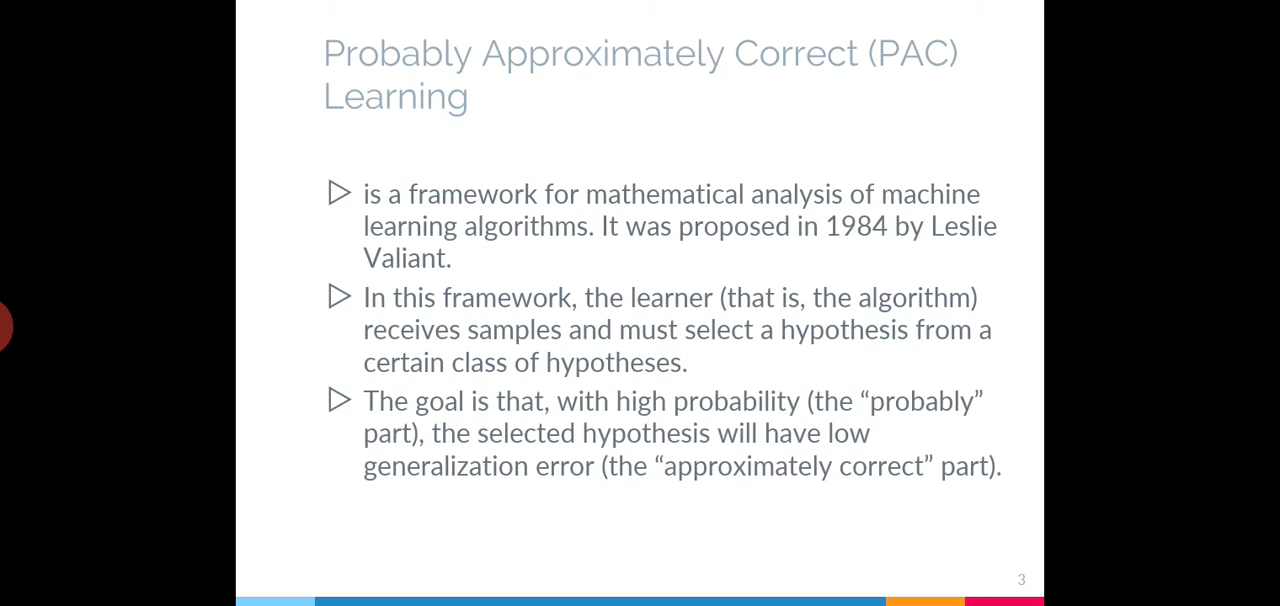 Probably Approximately Correct (PAC)
Learning
is a framework for mathematical analysis of machine
learning algorithms. It was proposed in 1984 by Leslie
Valiant.
In this framework, the learner (that is, the algorithm)
receives samples and must select a hypothesis from a
certain class of hypotheses.
The goal is that, with high probability (the “probably”
part), the selected hypothesis will have low
generalization error (the “approximately correct” part).
3